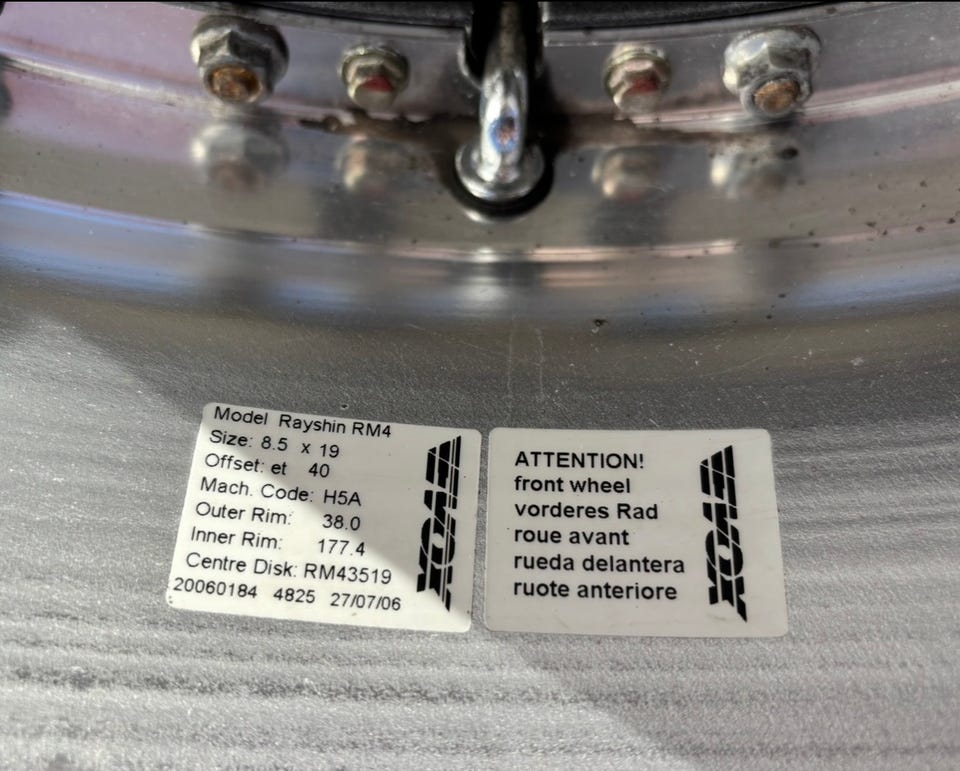 Model Rayshin RM4
Size: 8.5 x 19
Offset: et 40
Mach. Code: H5A
Outer Rim: 38.0
Inner Rim: 177.4
Centre Disk: RM43519
20060184 4825 27/07/06
ATTENTION!
front wheel
vorderes Rad
roue avant
rueda delantera
ruote anteriore